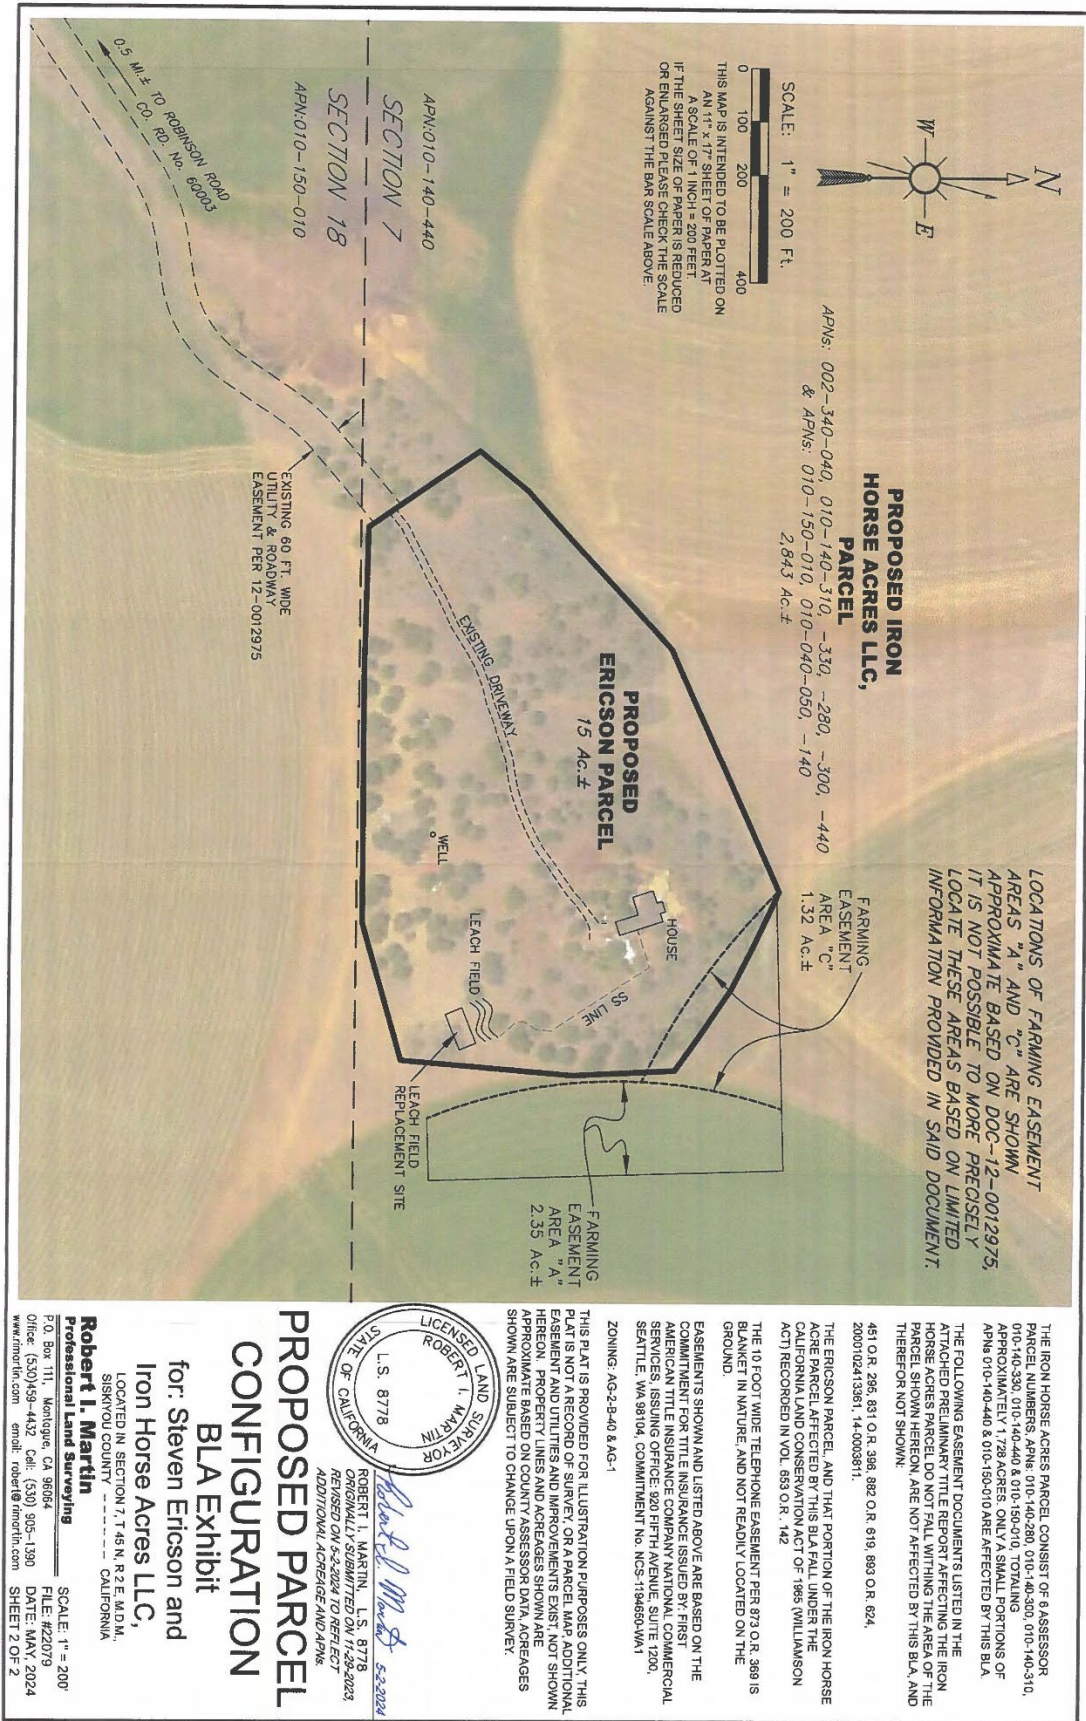 N
W
E
SCALE: 1" = 200 Ft.
0 100 200 400
THIS MAP IS INTENDED TO BE PLOTTED ON
AN 11" x 17" SHEET OF PAPER AT
A SCALE OF 1 INCH = 200 FEET.
IF THE SHEET SIZE OF PAPER IS REDUCED
OR ENLARGED PLEASE CHECK THE SCALE
AGAINST THE BAR SCALE ABOVE.
PROPOSED IRON
HORSE ACRES LLC,
PARCEL
APNs: 002-340-040, 010-140-310, -330, -280, -300, -440
& APNs: 010-150-010, 010-040-050, -140
2,843 Ac.±
LOCATIONS OF FARMING EASEMENT
AREAS "A" AND "C" ARE SHOWN
APPROXIMATE BASED ON DOC-12-0012975,
IT IS NOT POSSIBLE TO MORE PRECISELY
LOCATE THESE AREAS BASED ON LIMITED
INFORMATION PROVIDED IN SAID DOCUMENT.
FARMING
EASEMENT
AREA "C"
1.32 Ac.±
PROPOSED
ERICSON PARCEL
15 Ac.±
HOUSE
EXISTING DRIVEWAY
SS LINE
WELL
LEACH FIELD
LEACH FIELD
REPLACEMENT SITE
FARMING
EASEMENT
AREA "A"
2.35 Ac.±
APN:010-140-440
SECTION 7
SECTION 18
APN:010-150-010
0.5 MI.± TO ROBINSON ROAD
CO. RD. No. 60003
EXISTING 60 FT. WIDE
UTILITY & ROADWAY
EASEMENT PER 12-0012975
THE IRON HORSE ACRES PARCEL CONSIST OF 6 ASSESSOR
PARCEL NUMBERS, APNs: 010-140-280, 010-140-300, 010-140-310,
010-140-330, 010-140-440 & 010-150-010, TOTALING
APPROXIMATELY 1,728 ACRES. ONLY A SMALL PORTIONS OF
APNs 010-140-440 & 010-150-010 ARE AFFECTED BY THIS BLA.
THE FOLLOWING EASEMENT DOCUMENTS LISTED IN THE
ATTACHED PRELIMINARY TITLE REPORT AFFECTING THE IRON
HORSE ACRES PARCEL DO NOT FALL WITHING THE AREA OF THE
PARCEL SHOWN HEREON, ARE NOT AFFECTED BY THIS BLA, AND
THEREFOR NOT SHOWN:
451 O.R. 295, 831 O.R. 396, 882 O.R. 619, 893 O.R. 624,
2000102413361, 14-0003611.
THE ERICSON PARCEL, AND THAT PORTION OF THE IRON HORSE
ACRE PARCEL AFFECTED BY THIS BLA FALL UNDER THE
CALIFORNIA LAND CONSERVATION ACT OF 1965 (WILLIAMSON
ACT) RECORDED IN VOL. 653 O.R. 142
THE 10 FOOT WIDE TELEPHONE EASEMENT PER 873 O.R. 369 IS
BLANKET IN NATURE, AND NOT READILY LOCATED ON THE
GROUND.
EASEMENTS SHOWN AND LISTED ABOVE ARE BASED ON THE
COMMITMENT FOR TITLE INSURANCE ISSUED BY: FIRST
AMERICAN TITLE INSURANCE COMPANY NATIONAL COMMERCIAL
SERVICES, ISSUING OFFICE: 920 FIFTH AVENUE, SUITE 1200,
SEATTLE, WA 98104, COMMITMENT No. NCS-1194650-WA1
ZONING: AG-2-B-40 & AG-1
THIS PLAT IS PROVIDED FOR ILLUSTRATION PURPOSES ONLY, THIS
PLAT IS NOT A RECORD OF SURVEY, OR A PARCEL MAP. ADDITIONAL
EASEMENT AND UTILITIES AND IMPROVEMENTS EXIST, NOT SHOWN
HEREON. PROPERTY LINES AND ACREAGES SHOWN ARE
APPROXIMATE BASED ON COUNTY ASSESSOR DATA, ACREAGES
SHOWN ARE SUBJECT TO CHANGE UPON A FIELD SURVEY.
LICENSED LAND SURVEYOR
ROBERT I. MARTIN
L.S. 8778
STATE OF CALIFORNIA
Robert I Martin 5-2-2024
ROBERT I. MARTIN, L.S. 8778
ORIGINALLY SUBMITTED ON 11-29-2023,
REVISED ON 5-2-2024 TO REFLECT
ADDITIONAL ACREAGE AND APNs.
PROPOSED PARCEL
CONFIGURATION
BLA Exhibit
for: Steven Ericson and
Iron Horse Acres LLC,
LOCATED IN SECTION 7, T 45 N, R 2 E, M.D.M.,
SISKIYOU COUNTY ----- CALIFORNIA
Robert I. Martin
Professional Land Surveying
P.O. Box 111, Montague, CA 96064
Office: (530)459-4432 Cell: (530) 905-1390
www.rimartin.com email: robert@rimartin.com
SCALE: 1" = 200'
FILE: #22079
DATE: MAY, 2024
SHEET 2 OF 2